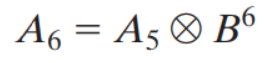 A₆ = A₅ ⊗ B⁶